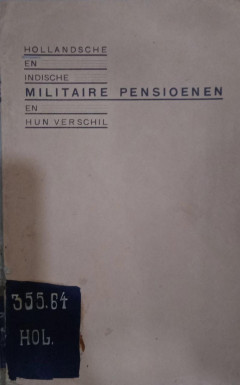 HOLLANDSCHE
EN
INDISCHE
MILITAIRE PENSIOENEN
EN
HUN VERSCHIL
355.64
HOL.